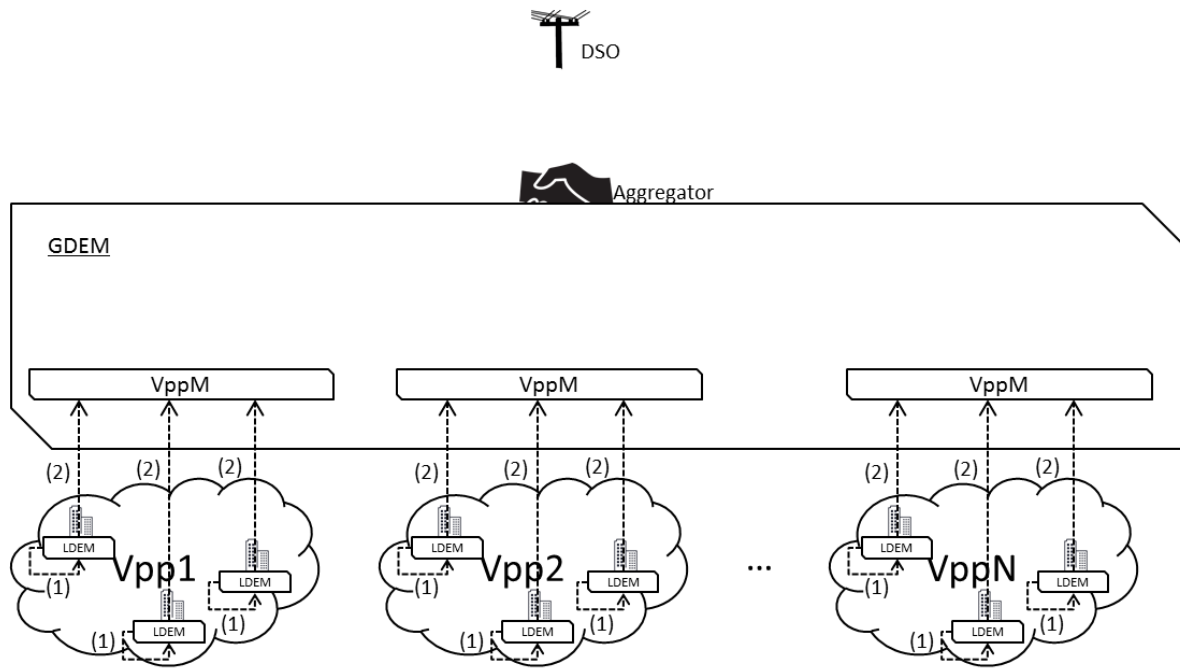 DSO
Aggregator
GDEM
VppM VppM VppM
(2) (2) (2) (2) (2) (2) (2) (2) (2)
LDEM LDEM LDEM
Vpp1 Vpp2 ... VppN
LDEM LDEM LDEM
(1) (1) (1)
LDEM LDEM LDEM
(1) (1) (1) (1) (1) (1)